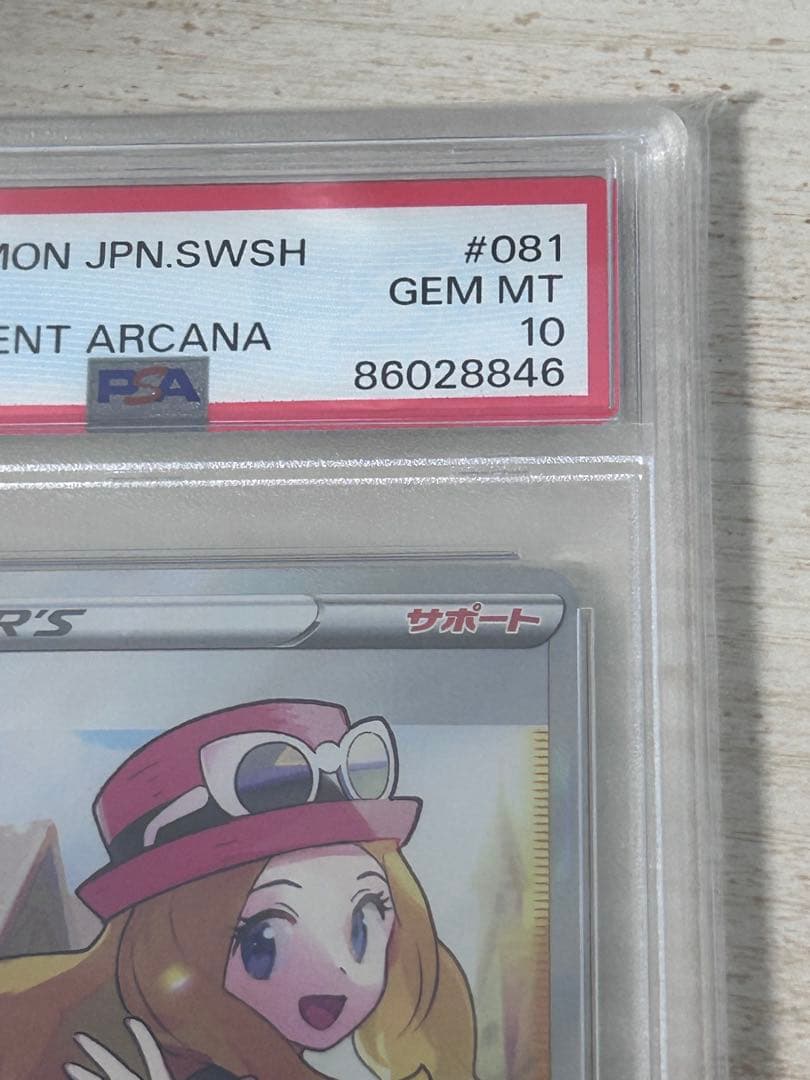 MON JPN.SWSH #081
GEM MT
ENT ARCANA 10
PSA 86028846
R'S サポート